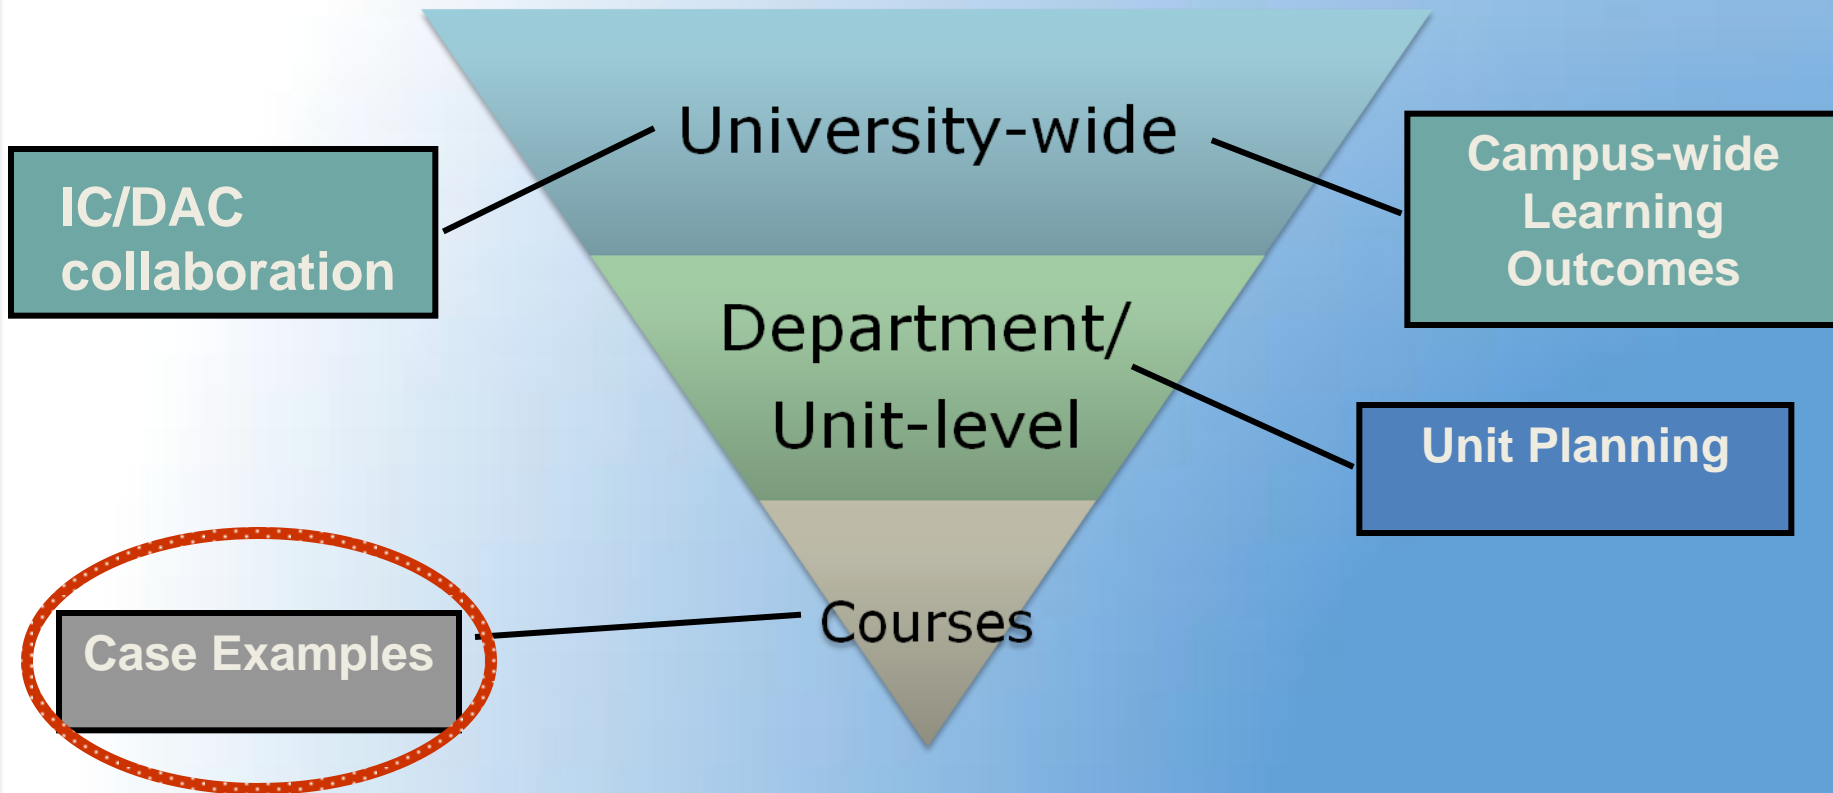 University-wide
IC/DAC
collaboration
Campus-wide
Learning
Outcomes
Department/
Unit-level
Unit Planning
Courses
Case Examples